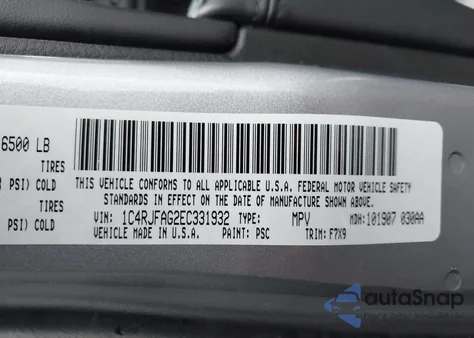 6500 LB
TIRES
PSI) COLD
TIRES
PSI) COLD
THIS VEHICLE CONFORMS TO ALL APPLICABLE U.S.A. FEDERAL MOTOR VEHICLE SAFETY
STANDARDS IN EFFECT ON THE DATE OF MANUFACTURE SHOWN ABOVE.
VIN: 1C4RJFAG2EC331932 TYPE: MPV MDH: 101907 030AA
VEHICLE MADE IN U.S.A. PAINT: PSC TRIM: F7X9
autoSnap